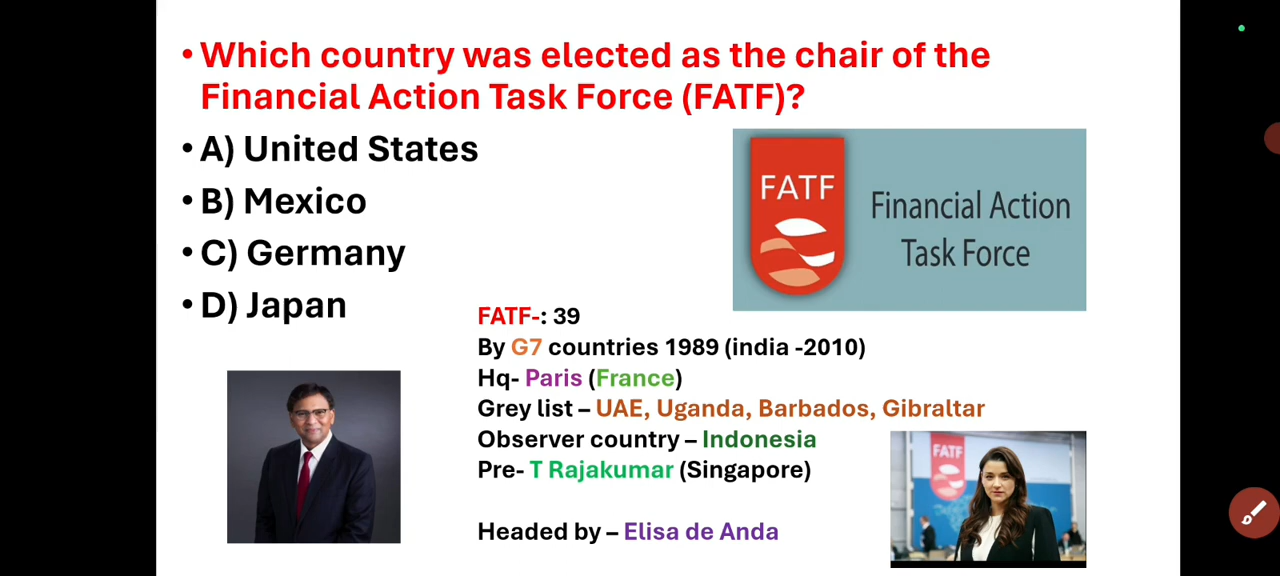 • Which country was elected as the chair of the
Financial Action Task Force (FATF)?
• A) United States
• B) Mexico
• C) Germany
• D) Japan
FATF
Financial Action
Task Force
FATF-: 39
By G7 countries 1989 (india -2010)
Hq- Paris (France)
Grey list – UAE, Uganda, Barbados, Gibraltar
Observer country – Indonesia
Pre- T Rajakumar (Singapore)
Headed by – Elisa de Anda
FATF